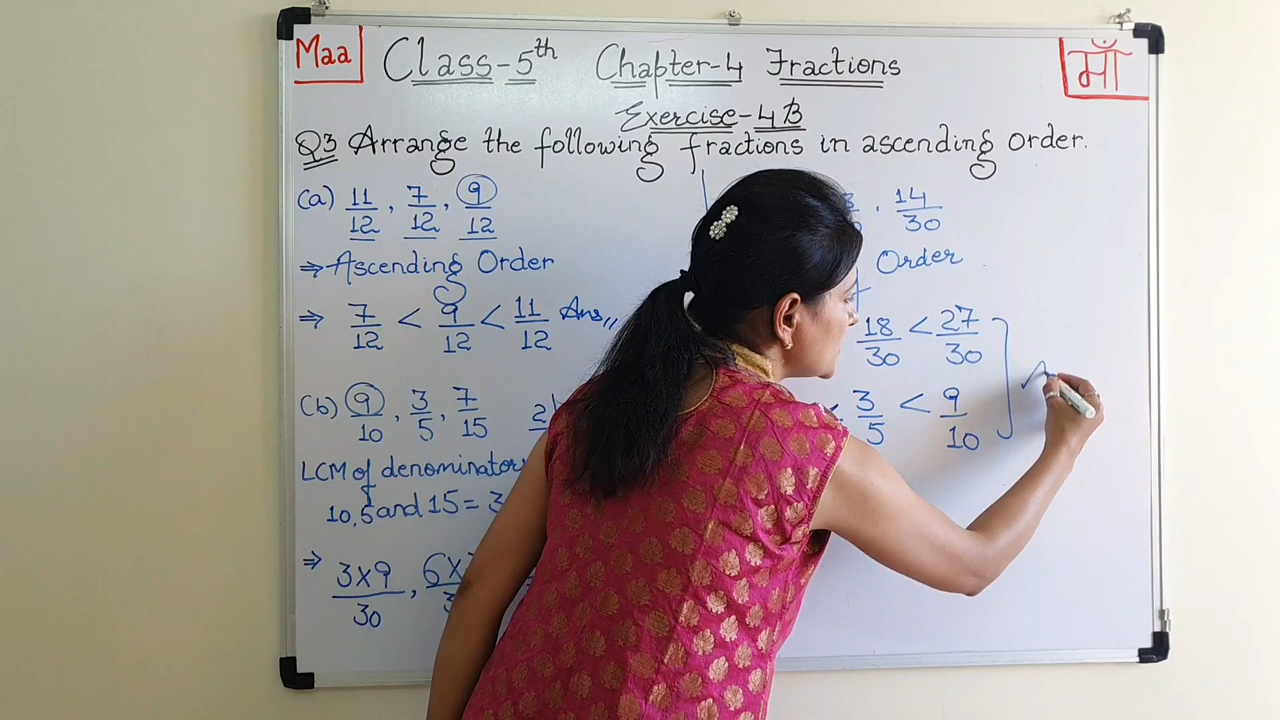 Maa Class-5th Chapter-4 Fractions माँ
Exercise-4B
Q3 Arrange the following fractions in ascending order.
(a) 11/12, 7/12, 9/12
⇒ Ascending Order
⇒ 7/12 < 9/12 < 11/12 Ans,,
(b) 9/10, 3/5, 7/15 2
LCM of denominator
10, 5 and 15 = 3
⇒ 3×9/30, 6×
, 14/30
Order
18/30 < 27/30
< 3/5 < 9/10